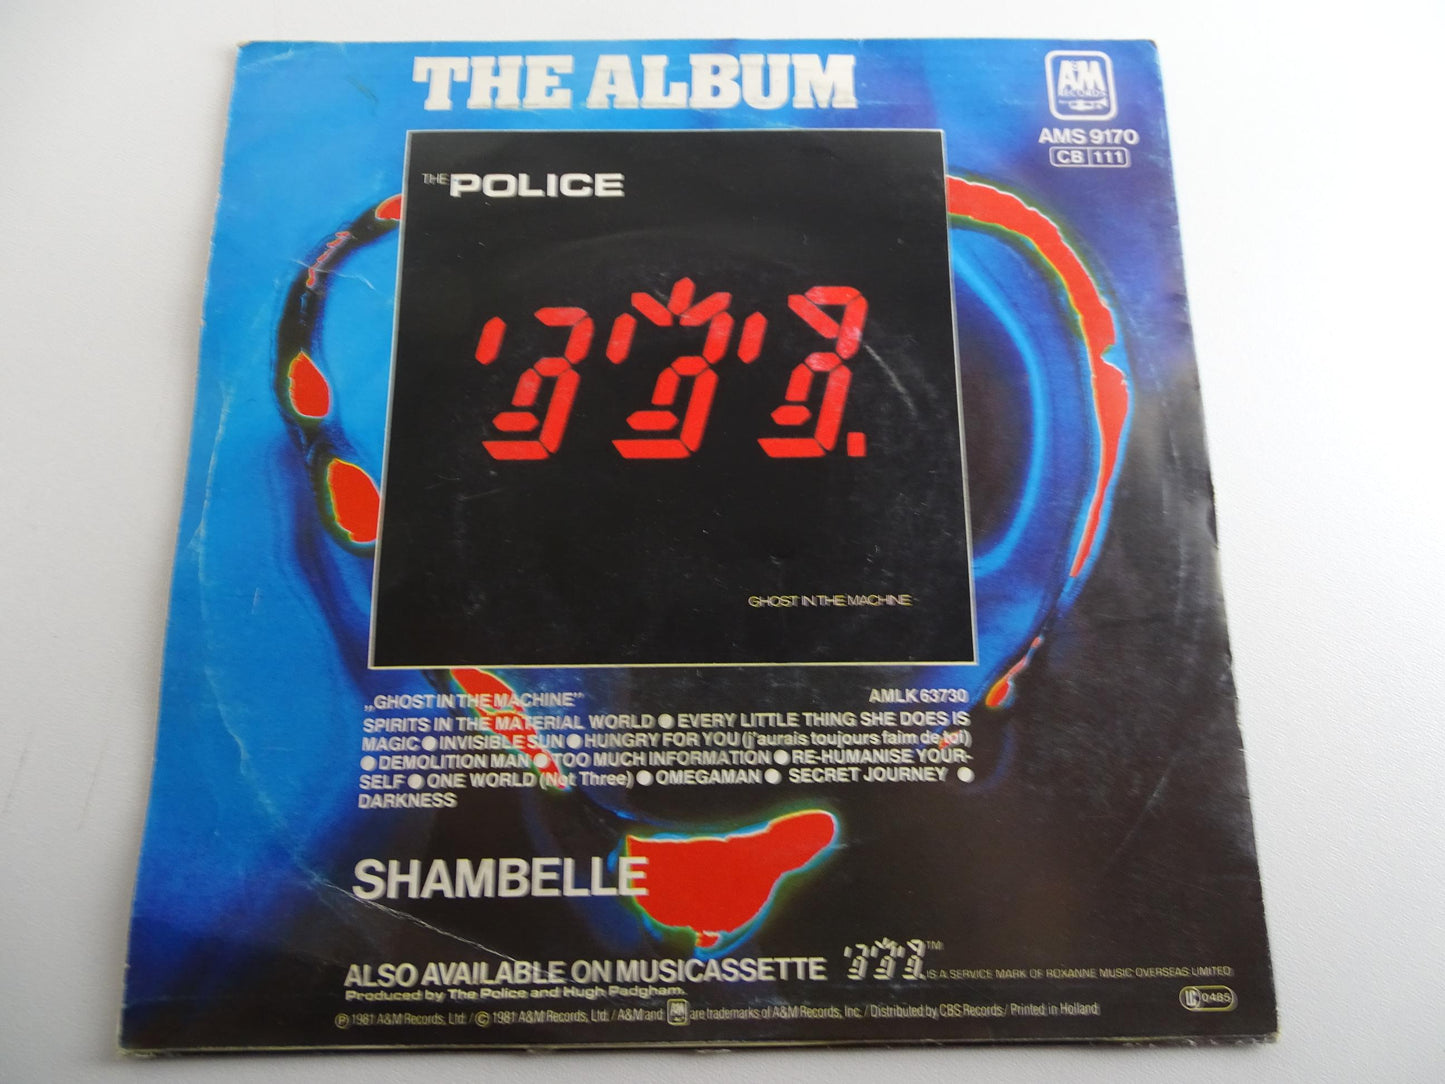 THE ALBUM
A&M
RECORDS
AMS 9170
CB 111
THE POLICE
GHOST IN THE MACHINE
„GHOST IN THE MACHINE” AMLK 63730
SPIRITS IN THE MATERIAL WORLD ● EVERY LITTLE THING SHE DOES IS
MAGIC ● INVISIBLE SUN ● HUNGRY FOR YOU (j'aurais toujours faim de toi)
● DEMOLITION MAN ● TOO MUCH INFORMATION ● RE-HUMANISE YOUR-
SELF ● ONE WORLD (Not Three) ● OMEGAMAN ● SECRET JOURNEY ●
DARKNESS
SHAMBELLE
ALSO AVAILABLE ON MUSICASSETTE TM IS A SERVICE MARK OF ROXANNE MUSIC OVERSEAS LIMITED
Produced by The Police and Hugh Padgham.
LC 0485
Ⓟ 1981 A&M Records, Ltd. / © 1981 A&M Records, Ltd. / A&M and A&M are trademarks of A&M Records, Inc. / Distributed by CBS Records / Printed in Holland